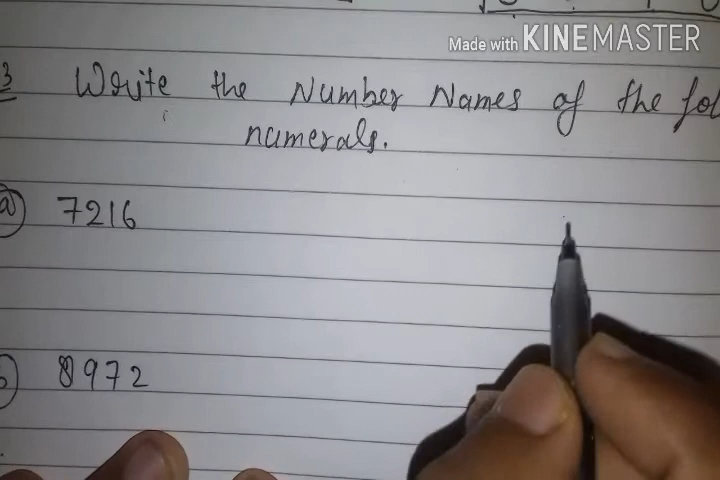 Made with KINEMASTER
3 Write the Number Names of the fol
numerals.
a 7216
b 8972